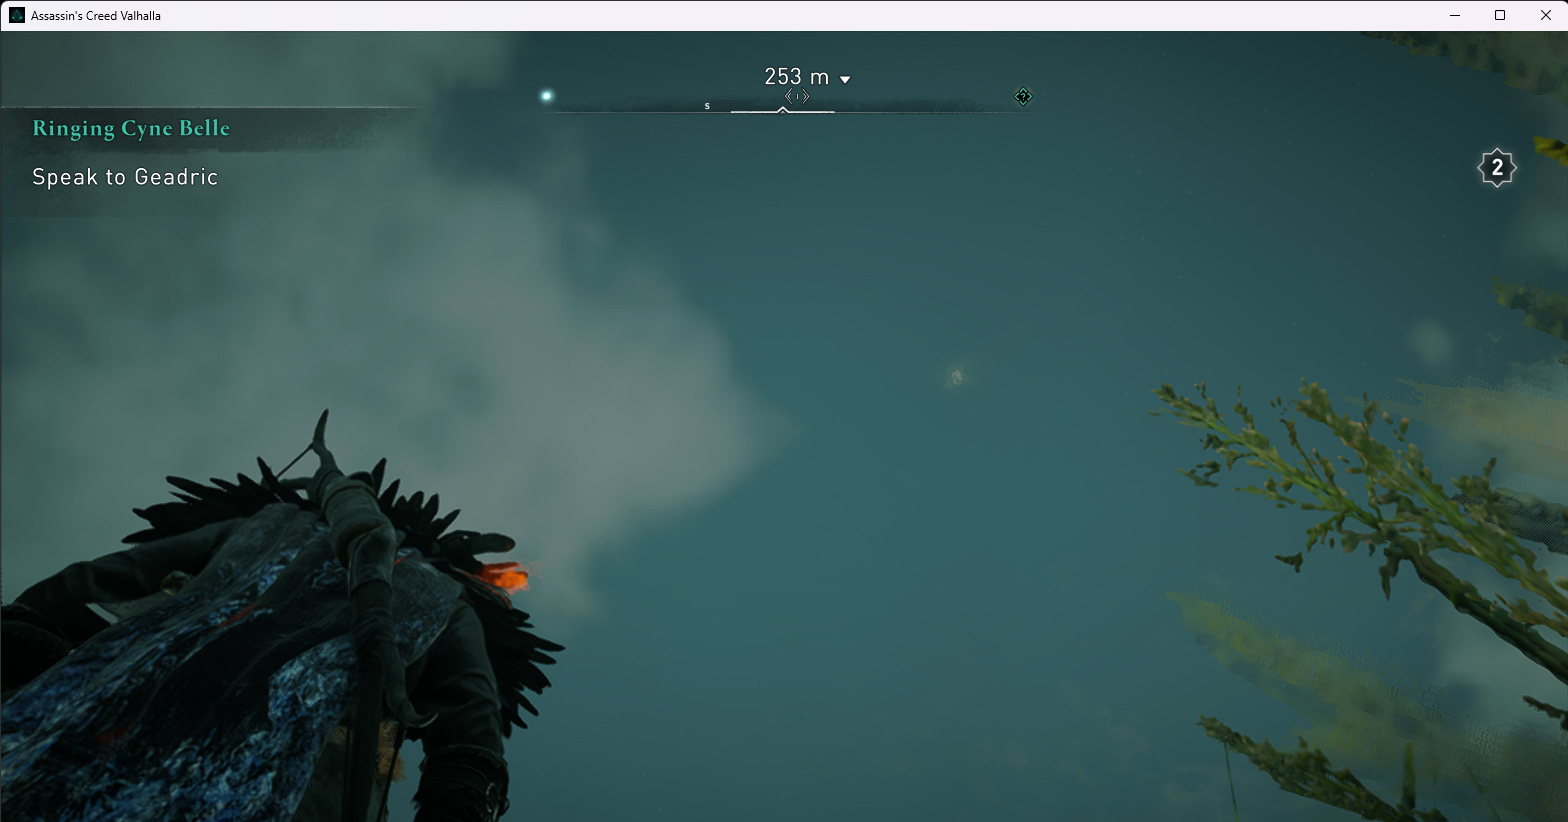 Assassin's Creed Valhalla
253 m
S
Ringing Cyne Belle
Speak to Geadric
?
2